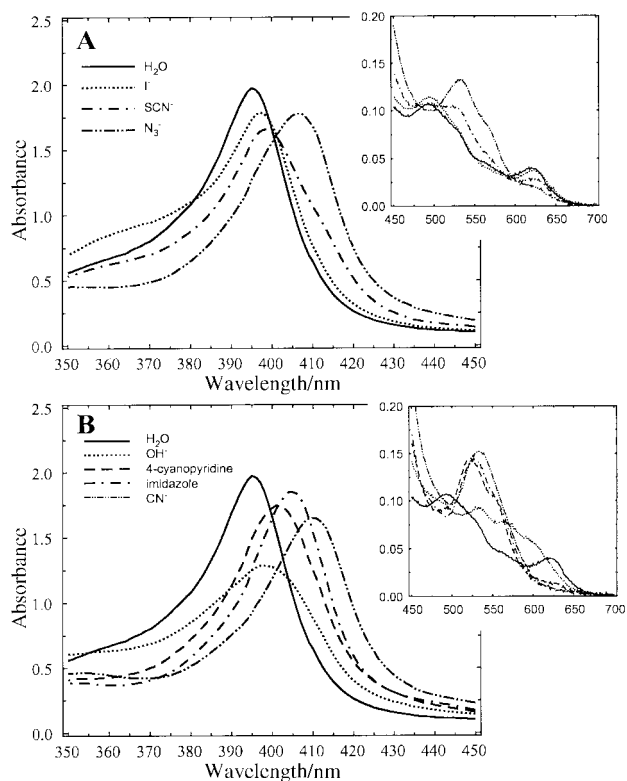 A
H₂O
I⁻
SCN⁻
N₃⁻
2.5
2.0
1.5
1.0
0.5
0.0
Absorbance
350 360 370 380 390 400 410 420 430 440 450
Wavelength/nm
0.20
0.15
0.10
0.05
0.00
450 500 550 600 650 700
B
H₂O
OH⁻
4-cyanopyridine
imidazole
CN⁻
2.5
2.0
1.5
1.0
0.5
0.0
Absorbance
350 360 370 380 390 400 410 420 430 440 450
Wavelength/nm
0.20
0.15
0.10
0.05
0.00
450 500 550 600 650 700